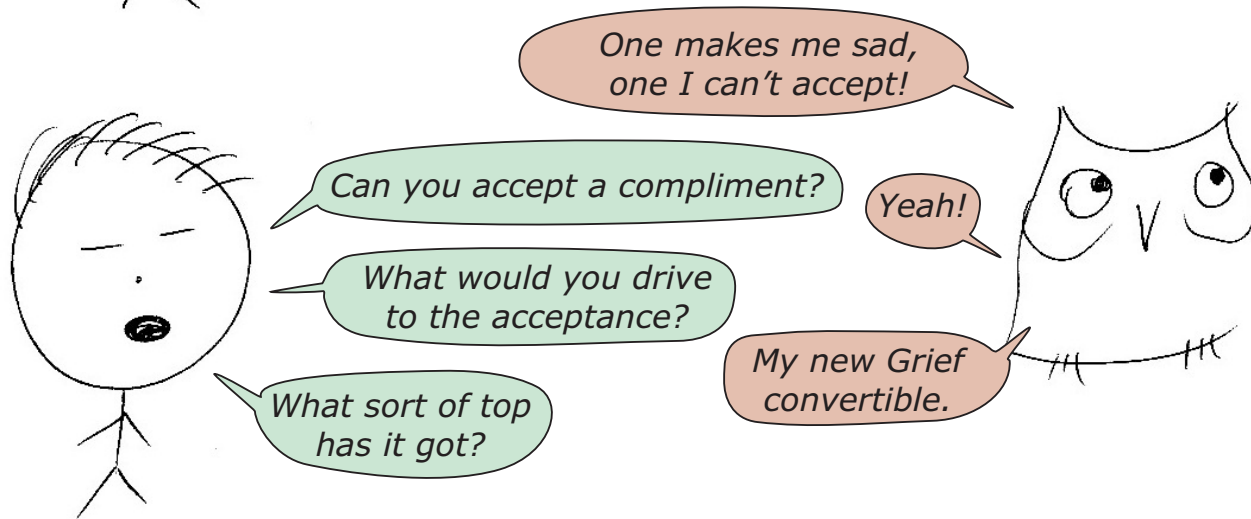 One makes me sad,
one I can’t accept!
Can you accept a compliment?
Yeah!
What would you drive
to the acceptance?
My new Grief
convertible.
What sort of top
has it got?